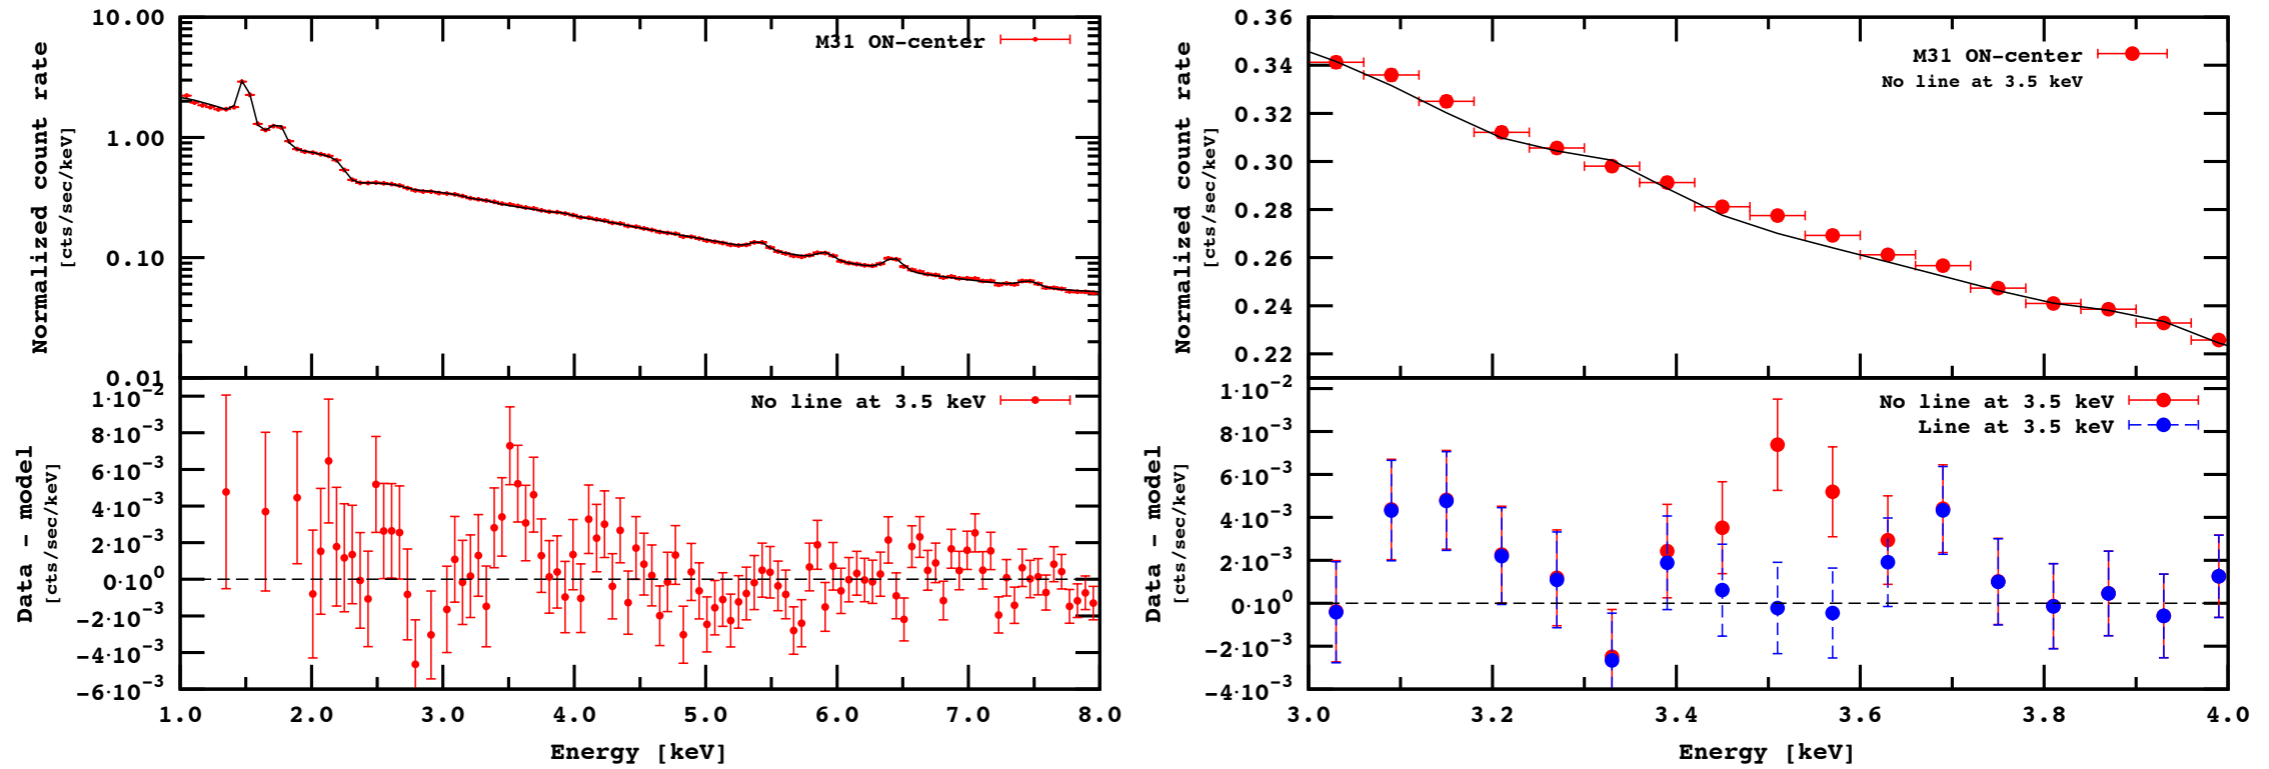 10.00
1.00
0.10
0.01
Normalized count rate
[cts/sec/keV]
M31 ON-center
1·10⁻²
8·10⁻³
6·10⁻³
4·10⁻³
2·10⁻³
0·10⁰
-2·10⁻³
-4·10⁻³
-6·10⁻³
Data - model
[cts/sec/keV]
No line at 3.5 keV
1.0 2.0 3.0 4.0 5.0 6.0 7.0 8.0
Energy [keV]
0.36
0.34
0.32
0.30
0.28
0.26
0.24
0.22
Normalized count rate
[cts/sec/keV]
M31 ON-center
No line at 3.5 keV
1·10⁻²
8·10⁻³
6·10⁻³
4·10⁻³
2·10⁻³
0·10⁰
-2·10⁻³
-4·10⁻³
Data - model
[cts/sec/keV]
No line at 3.5 keV
Line at 3.5 keV
3.0 3.2 3.4 3.6 3.8 4.0
Energy [keV]